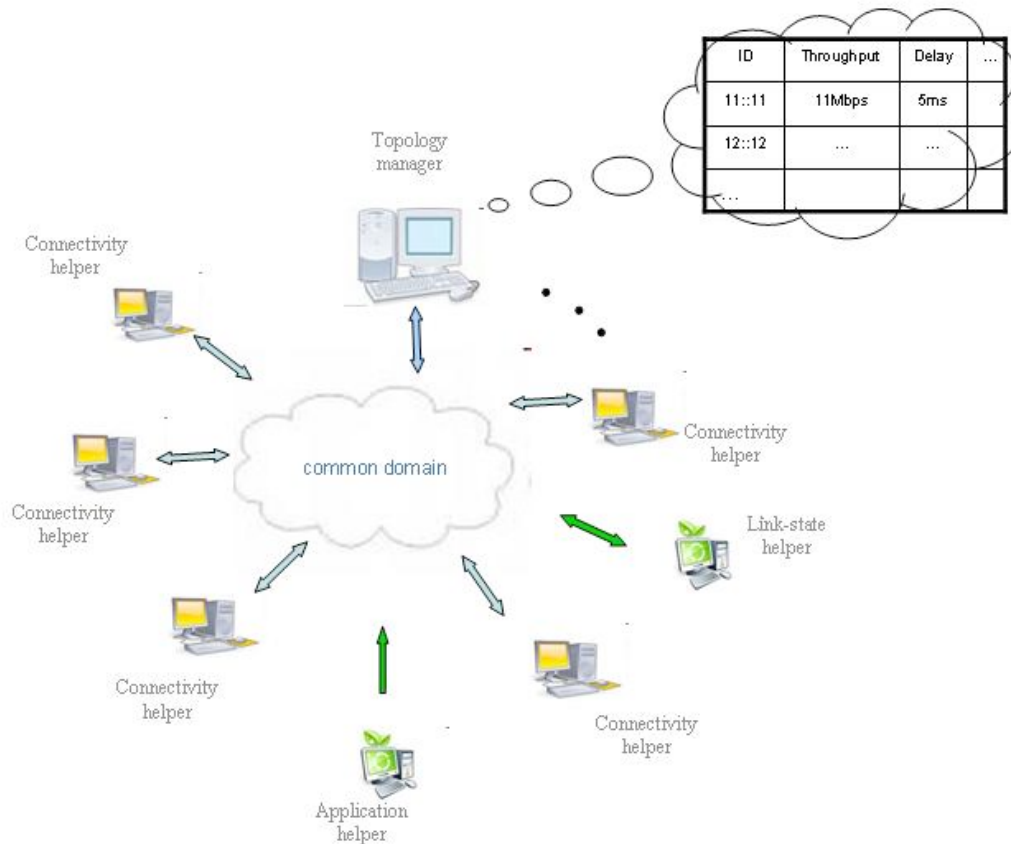 ID Throughput Delay ...
11::11 11Mbps 5ms
12::12 ... ...
...
Topology
manager
Connectivity
helper
Connectivity
helper
common domain
Connectivity
helper
Link-state
helper
Connectivity
helper
Connectivity
helper
Application
helper